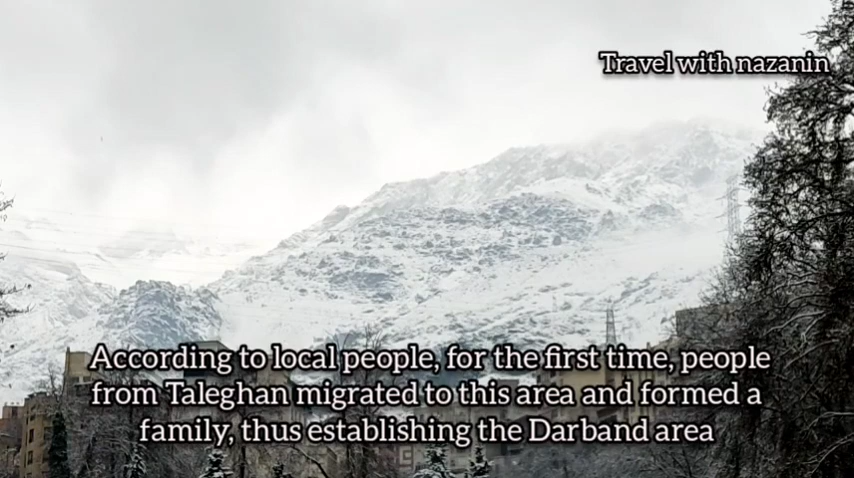 Travel with nazanin
According to local people, for the first time, people
from Taleghan migrated to this area and formed a
family, thus establishing the Darband area